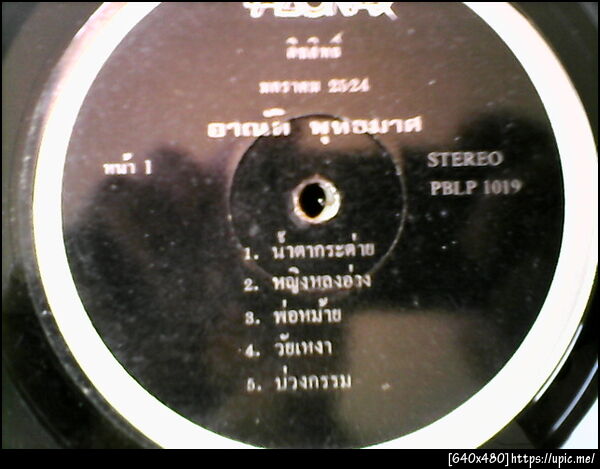 ลิขสิทธิ์
มกราคม 2524
อาณัติ พุทธมาศ
หน้า 1
STEREO
PBLP 1019
1. น้ำตากระต่าย
2. หญิงหลงอ่วง
3. พ่อหม้าย
4. วัยเหงา
5. บ่วงกรรม
[640x480]https://upic.me/